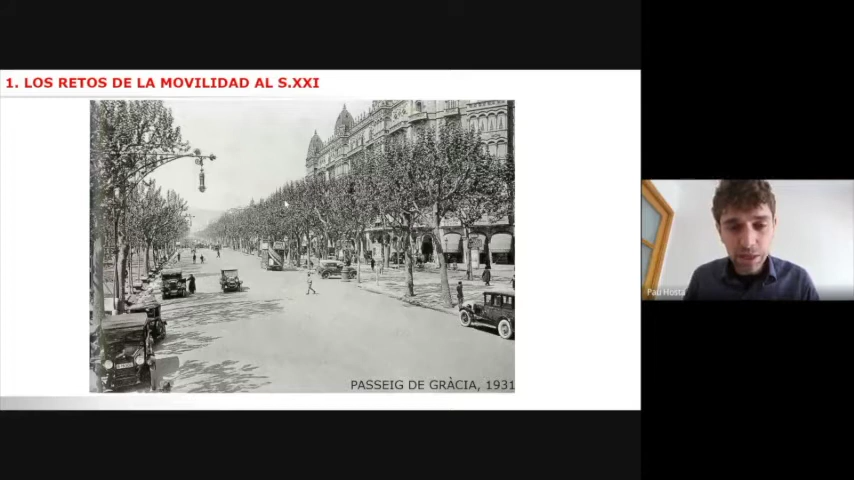 1. LOS RETOS DE LA MOVILIDAD AL S.XXI
PASSEIG DE GRÀCIA, 1931
Pau Hosta